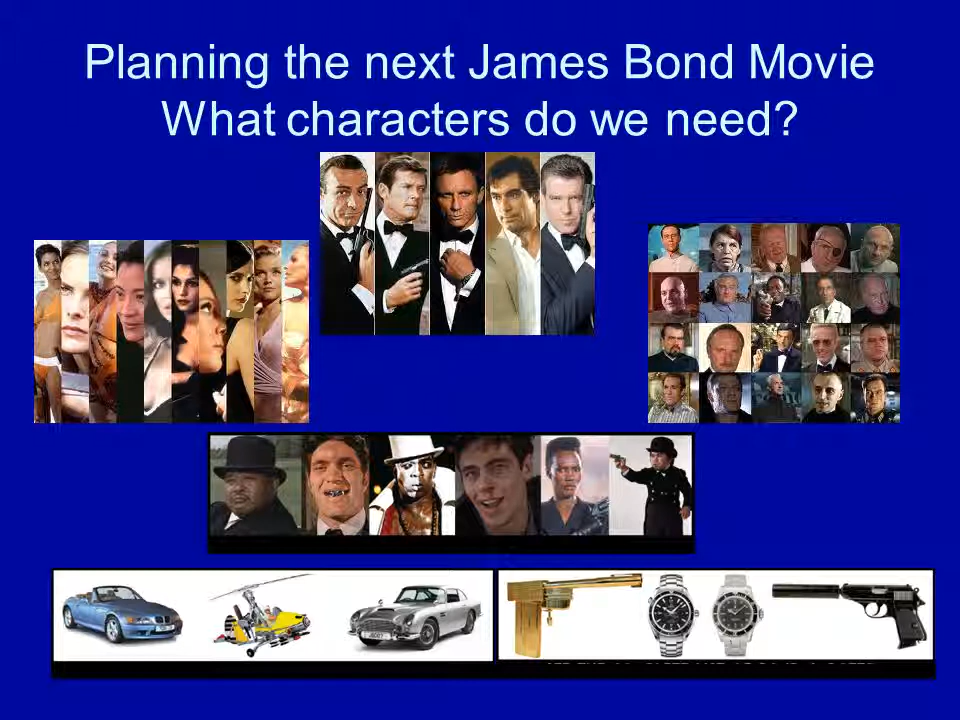 Planning the next James Bond Movie
What characters do we need?